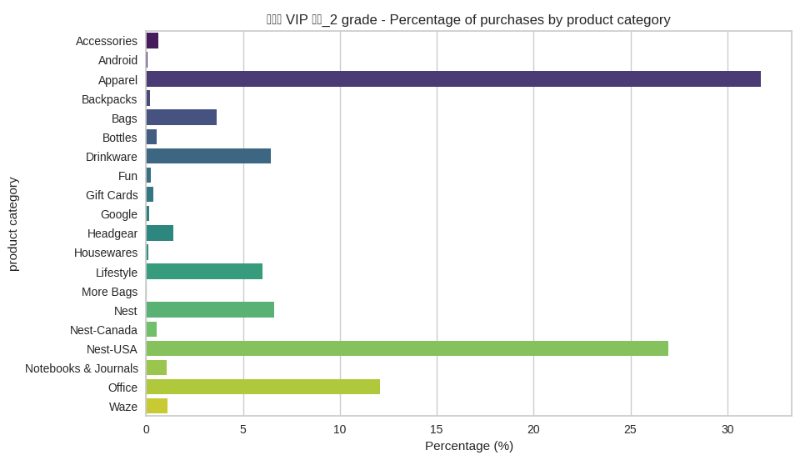 VIP _2 grade - Percentage of purchases by product category
product category
Accessories
Android
Apparel
Backpacks
Bags
Bottles
Drinkware
Fun
Gift Cards
Google
Headgear
Housewares
Lifestyle
More Bags
Nest
Nest-Canada
Nest-USA
Notebooks & Journals
Office
Waze
0 5 10 15 20 25 30
Percentage (%)